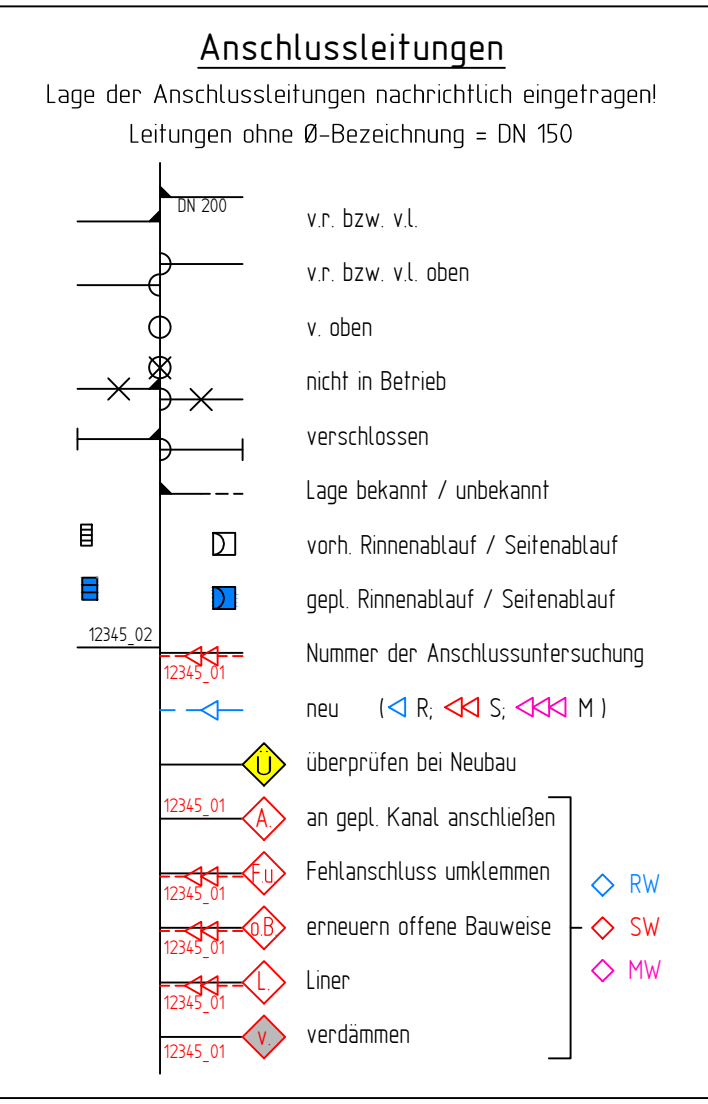 Anschlussleitungen
Lage der Anschlussleitungen nachrichtlich eingetragen!
Leitungen ohne Ø-Bezeichnung = DN 150
DN 200
v.r. bzw. v.l.
v.r. bzw. v.l. oben
v. oben
nicht in Betrieb
verschlossen
Lage bekannt / unbekannt
vorh. Rinnenablauf / Seitenablauf
gepl. Rinnenablauf / Seitenablauf
12345_02
12345_01
Nummer der Anschlussuntersuchung
neu ( R; S; M )
Ü überprüfen bei Neubau
12345_01
A. an gepl. Kanal anschließen
F.u. Fehlanschluss umklemmen
12345_01
o.B. erneuern offene Bauweise
12345_01
L. Liner
12345_01
v. verdämmen
12345_01
RW
SW
MW